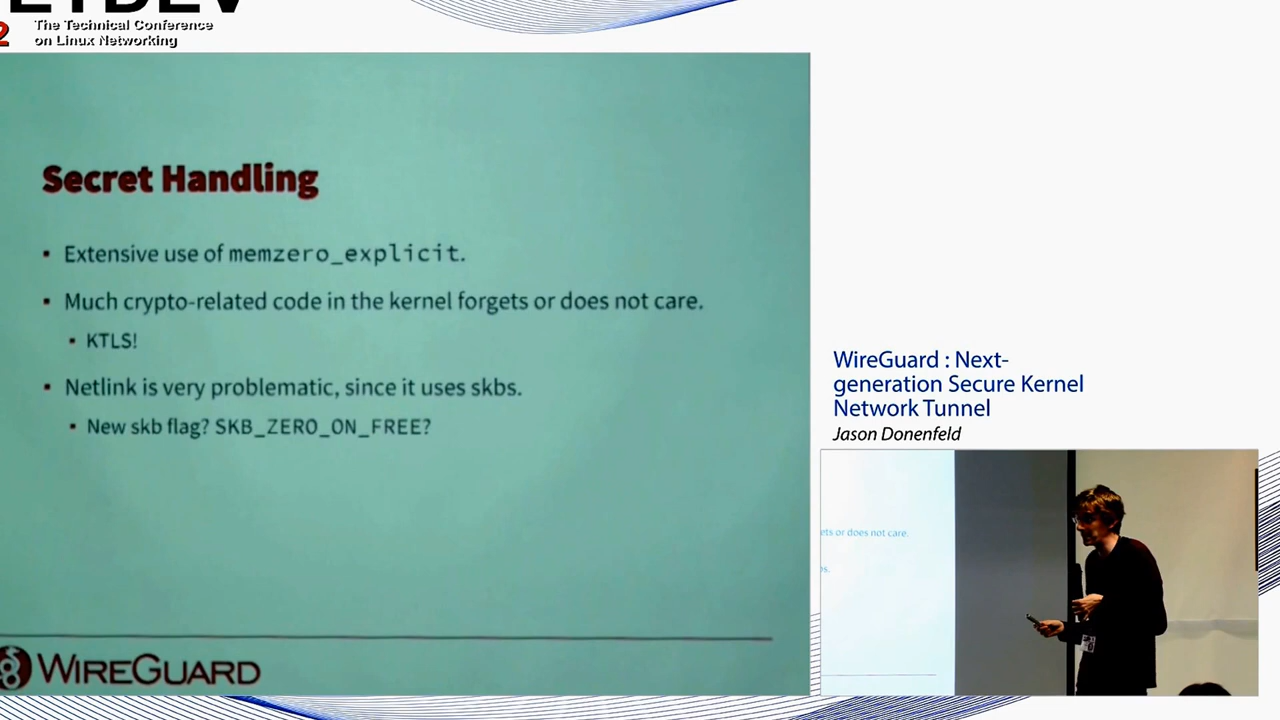 The Technical Conference
2
on Linux Networking
Secret Handling
▪ Extensive use of memzero_explicit.
▪ Much crypto-related code in the kernel forgets or does not care.
▪ KTLS!
▪ Netlink is very problematic, since it uses skbs.
▪ New skb flag? SKB_ZERO_ON_FREE?
WIREGUARD
WireGuard : Next-
generation Secure Kernel
Network Tunnel
Jason Donenfeld
ets or does not care.
s.